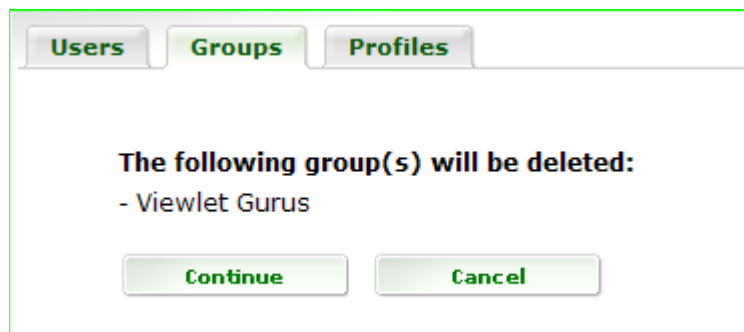 Users Groups Profiles
The following group(s) will be deleted:
- Viewlet Gurus
Continue Cancel